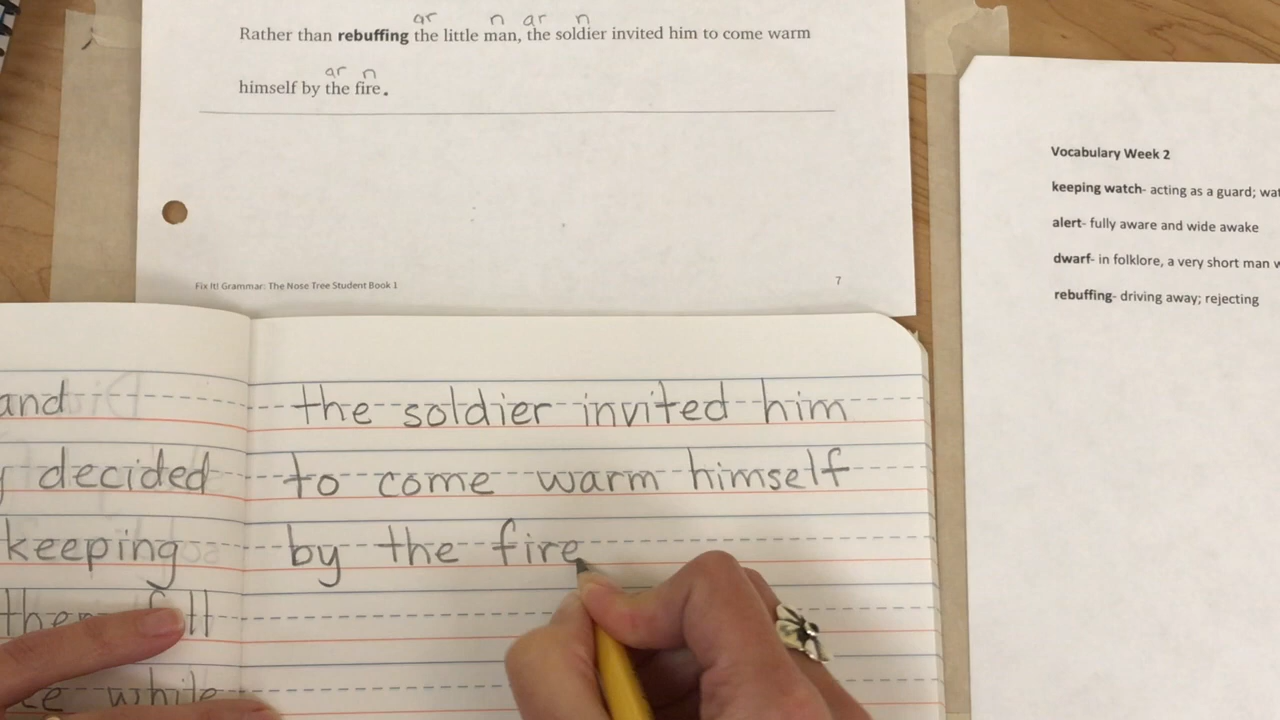 ar n ar n
Rather than rebuffing the little man, the soldier invited him to come warm
ar n
himself by the fire.
Fix It! Grammar: The Nose Tree Student Book 1
7
Vocabulary Week 2
keeping watch- acting as a guard;
alert- fully aware and wide awake
dwarf- in folklore, a very short man
rebuffing- driving away; rejecting
and
decided
keeping
while
the soldier invited him
to come warm himself
by the fire